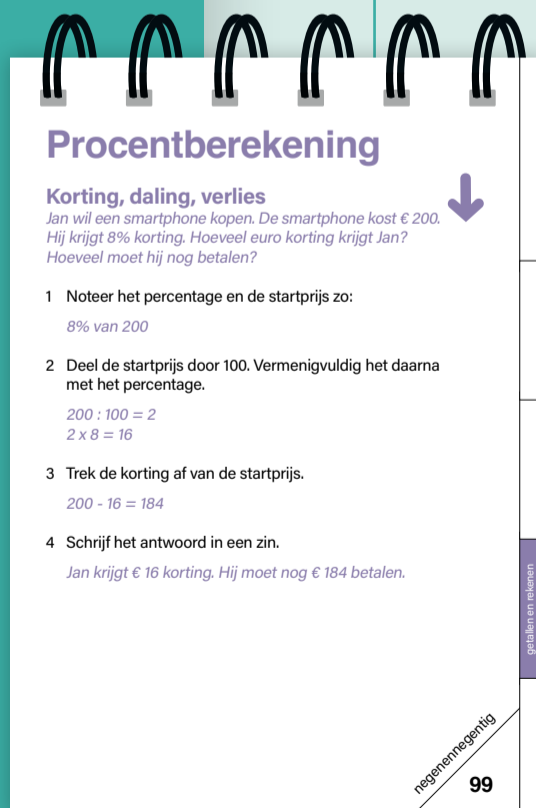 Procentberekening
Korting, daling, verlies
Jan wil een smartphone kopen. De smartphone kost € 200.
Hij krijgt 8% korting. Hoeveel euro korting krijgt Jan?
Hoeveel moet hij nog betalen?
1 Noteer het percentage en de startprijs zo:
8% van 200
2 Deel de startprijs door 100. Vermenigvuldig het daarna
met het percentage.
200 : 100 = 2
2 x 8 = 16
3 Trek de korting af van de startprijs.
200 - 16 = 184
4 Schrijf het antwoord in een zin.
Jan krijgt € 16 korting. Hij moet nog € 184 betalen.
getallen en rekenen
negenennegentig
99